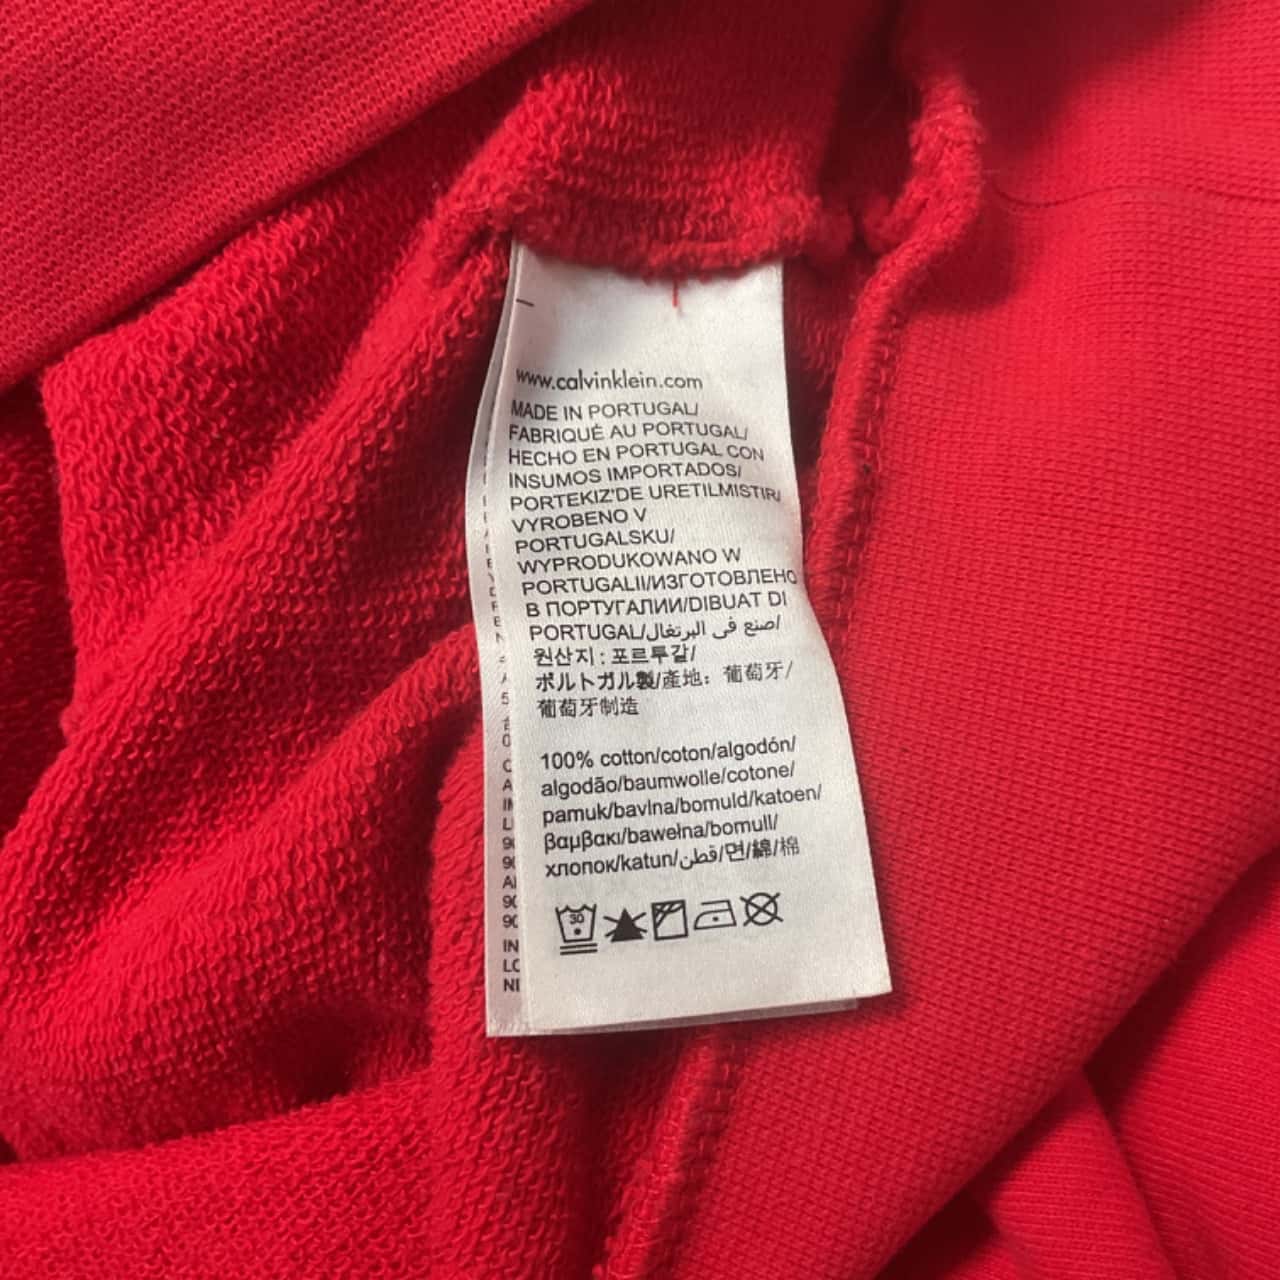 www.calvinklein.com
MADE IN PORTUGAL/
FABRIQUÉ AU PORTUGAL/
HECHO EN PORTUGAL CON
INSUMOS IMPORTADOS/
PORTEKIZ'DE URETILMISTIR/
VYROBENO V
PORTUGALSKU/
WYPRODUKOWANO W
PORTUGALII/ИЗГОТОВЛЕНО
В ПОРТУГАЛИИ/DIBUAT DI
PORTUGAL/صنع في البرتغال/
원산지 : 포르투갈/
ポルトガル製/產地：葡萄牙/
葡萄牙制造
100% cotton/coton/algodón/
algodão/baumwolle/cotone/
pamuk/bavlna/bomuld/katoen/
βαμβακι/bawełna/bomull/
хлопок/katun/قطن/면/綿/棉
30